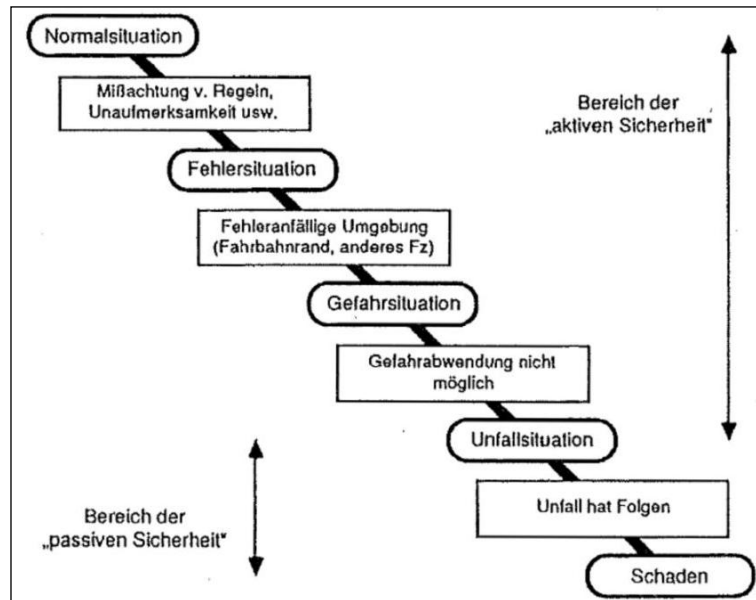 Normalsituation
Mißachtung v. Regeln,
Unaufmerksamkeit usw.
Bereich der
„aktiven Sicherheit“
Fehlersituation
Fehleranfällige Umgebung
(Fahrbahnrand, anderes Fz)
Gefahrsituation
Gefahrabwendung nicht
möglich
Unfallsituation
Bereich der
„passiven Sicherheit“
Unfall hat Folgen
Schaden